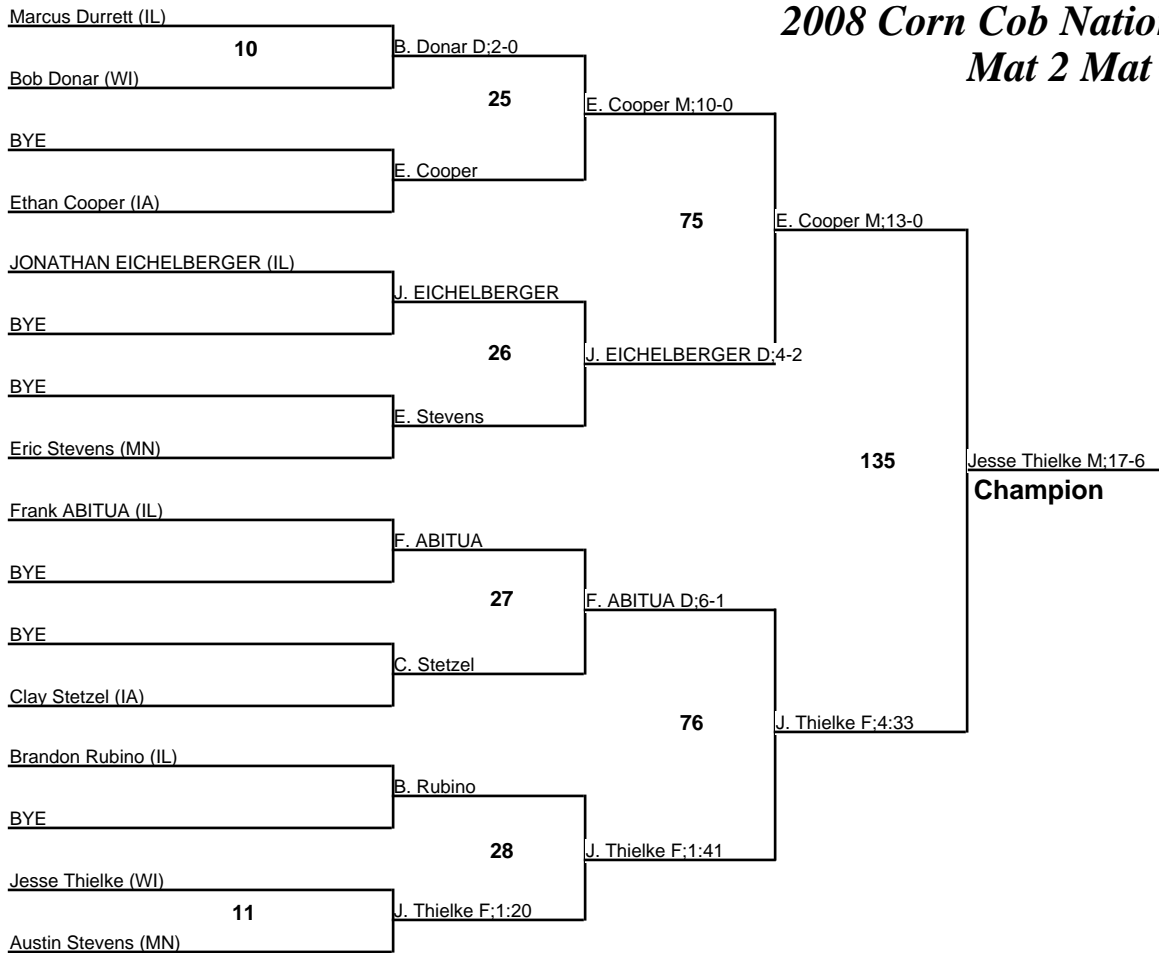 2008 Corn Cob Nation
Mat 2 Mat
Marcus Durrett (IL)
10
Bob Donar (WI)
B. Donar D;2-0
25
BYE
Ethan Cooper (IA)
E. Cooper
E. Cooper M;10-0
75
JONATHAN EICHELBERGER (IL)
BYE
J. EICHELBERGER
26
BYE
Eric Stevens (MN)
E. Stevens
J. EICHELBERGER D;4-2
E. Cooper M;13-0
135
Jesse Thielke M;17-6
Champion
Frank ABITUA (IL)
BYE
F. ABITUA
27
BYE
Clay Stetzel (IA)
C. Stetzel
F. ABITUA D;6-1
76
J. Thielke F;4:33
Brandon Rubino (IL)
BYE
B. Rubino
28
J. Thielke F;1:41
Jesse Thielke (WI)
11
Austin Stevens (MN)
J. Thielke F;1:20